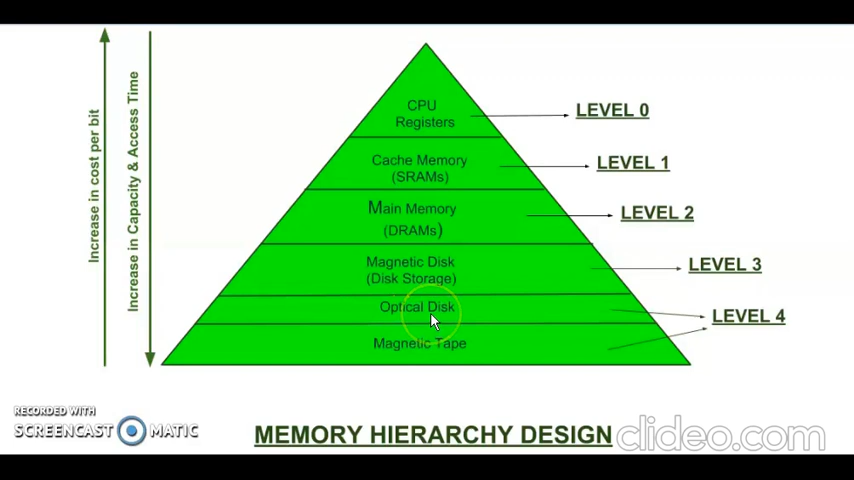 Increase in cost per bit
Increase in Capacity & Access Time
CPU
Registers
LEVEL 0
Cache Memory
(SRAMs)
LEVEL 1
Main Memory
(DRAMs)
LEVEL 2
Magnetic Disk
(Disk Storage)
LEVEL 3
Optical Disk
LEVEL 4
Magnetic Tape
RECORDED WITH
SCREENCAST MATIC
MEMORY HIERARCHY DESIGN
clideo.com